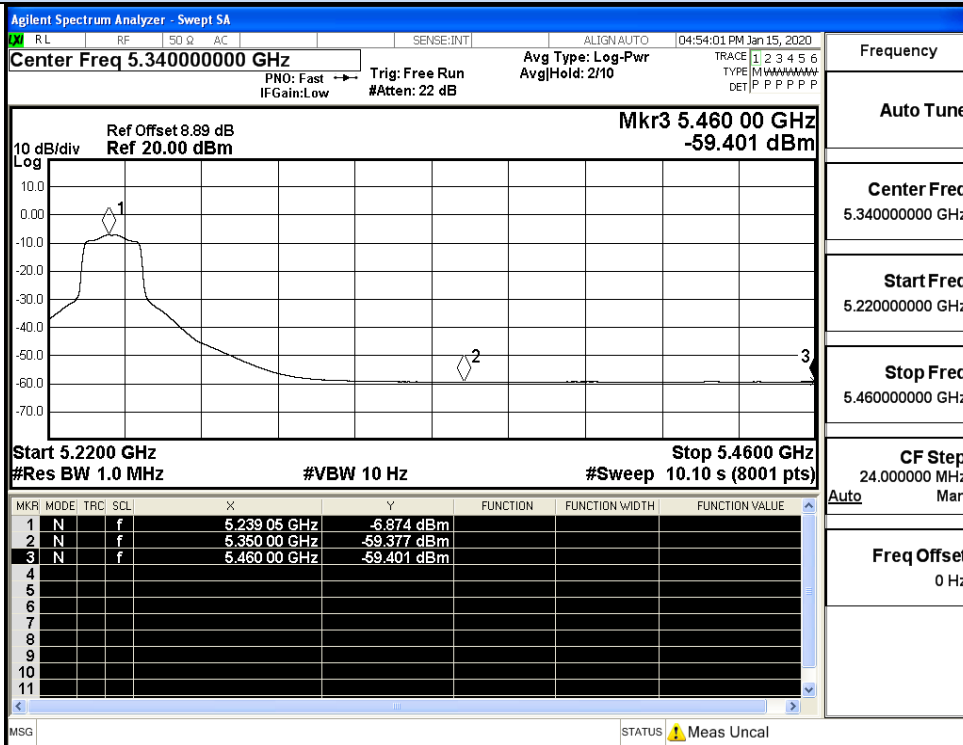 Agilent Spectrum Analyzer - Swept SA
LXI RL RF 50 Ω AC SENSE:INT ALIGNAUTO 04:54:01 PM Jan 15, 2020
Center Freq 5.340000000 GHz
PNO: Fast
IFGain:Low
Trig: Free Run
#Atten: 22 dB
Avg Type: Log-Pwr
Avg|Hold: 2/10
TRACE 1 2 3 4 5 6
TYPE M W W W W W
DET P P P P P P
Mkr3 5.460 00 GHz
-59.401 dBm
Ref Offset 8.89 dB
10 dB/div Ref 20.00 dBm
Log
10.0
0.00
-10.0
-20.0
-30.0
-40.0
-50.0
-60.0
-70.0
1
2
3
Start 5.2200 GHz Stop 5.4600 GHz
#Res BW 1.0 MHz #VBW 10 Hz #Sweep 10.10 s (8001 pts)
MKR MODE TRC SCL X Y FUNCTION FUNCTION WIDTH FUNCTION VALUE
1 N f 5.239 05 GHz -6.874 dBm
2 N f 5.350 00 GHz -59.377 dBm
3 N f 5.460 00 GHz -59.401 dBm
4
5
6
7
8
9
10
11
MSG STATUS Meas Uncal
Frequency
Auto Tune
Center Freq
5.340000000 GHz
Start Freq
5.220000000 GHz
Stop Freq
5.460000000 GHz
CF Step
24.000000 MHz
Auto Man
Freq Offset
0 Hz